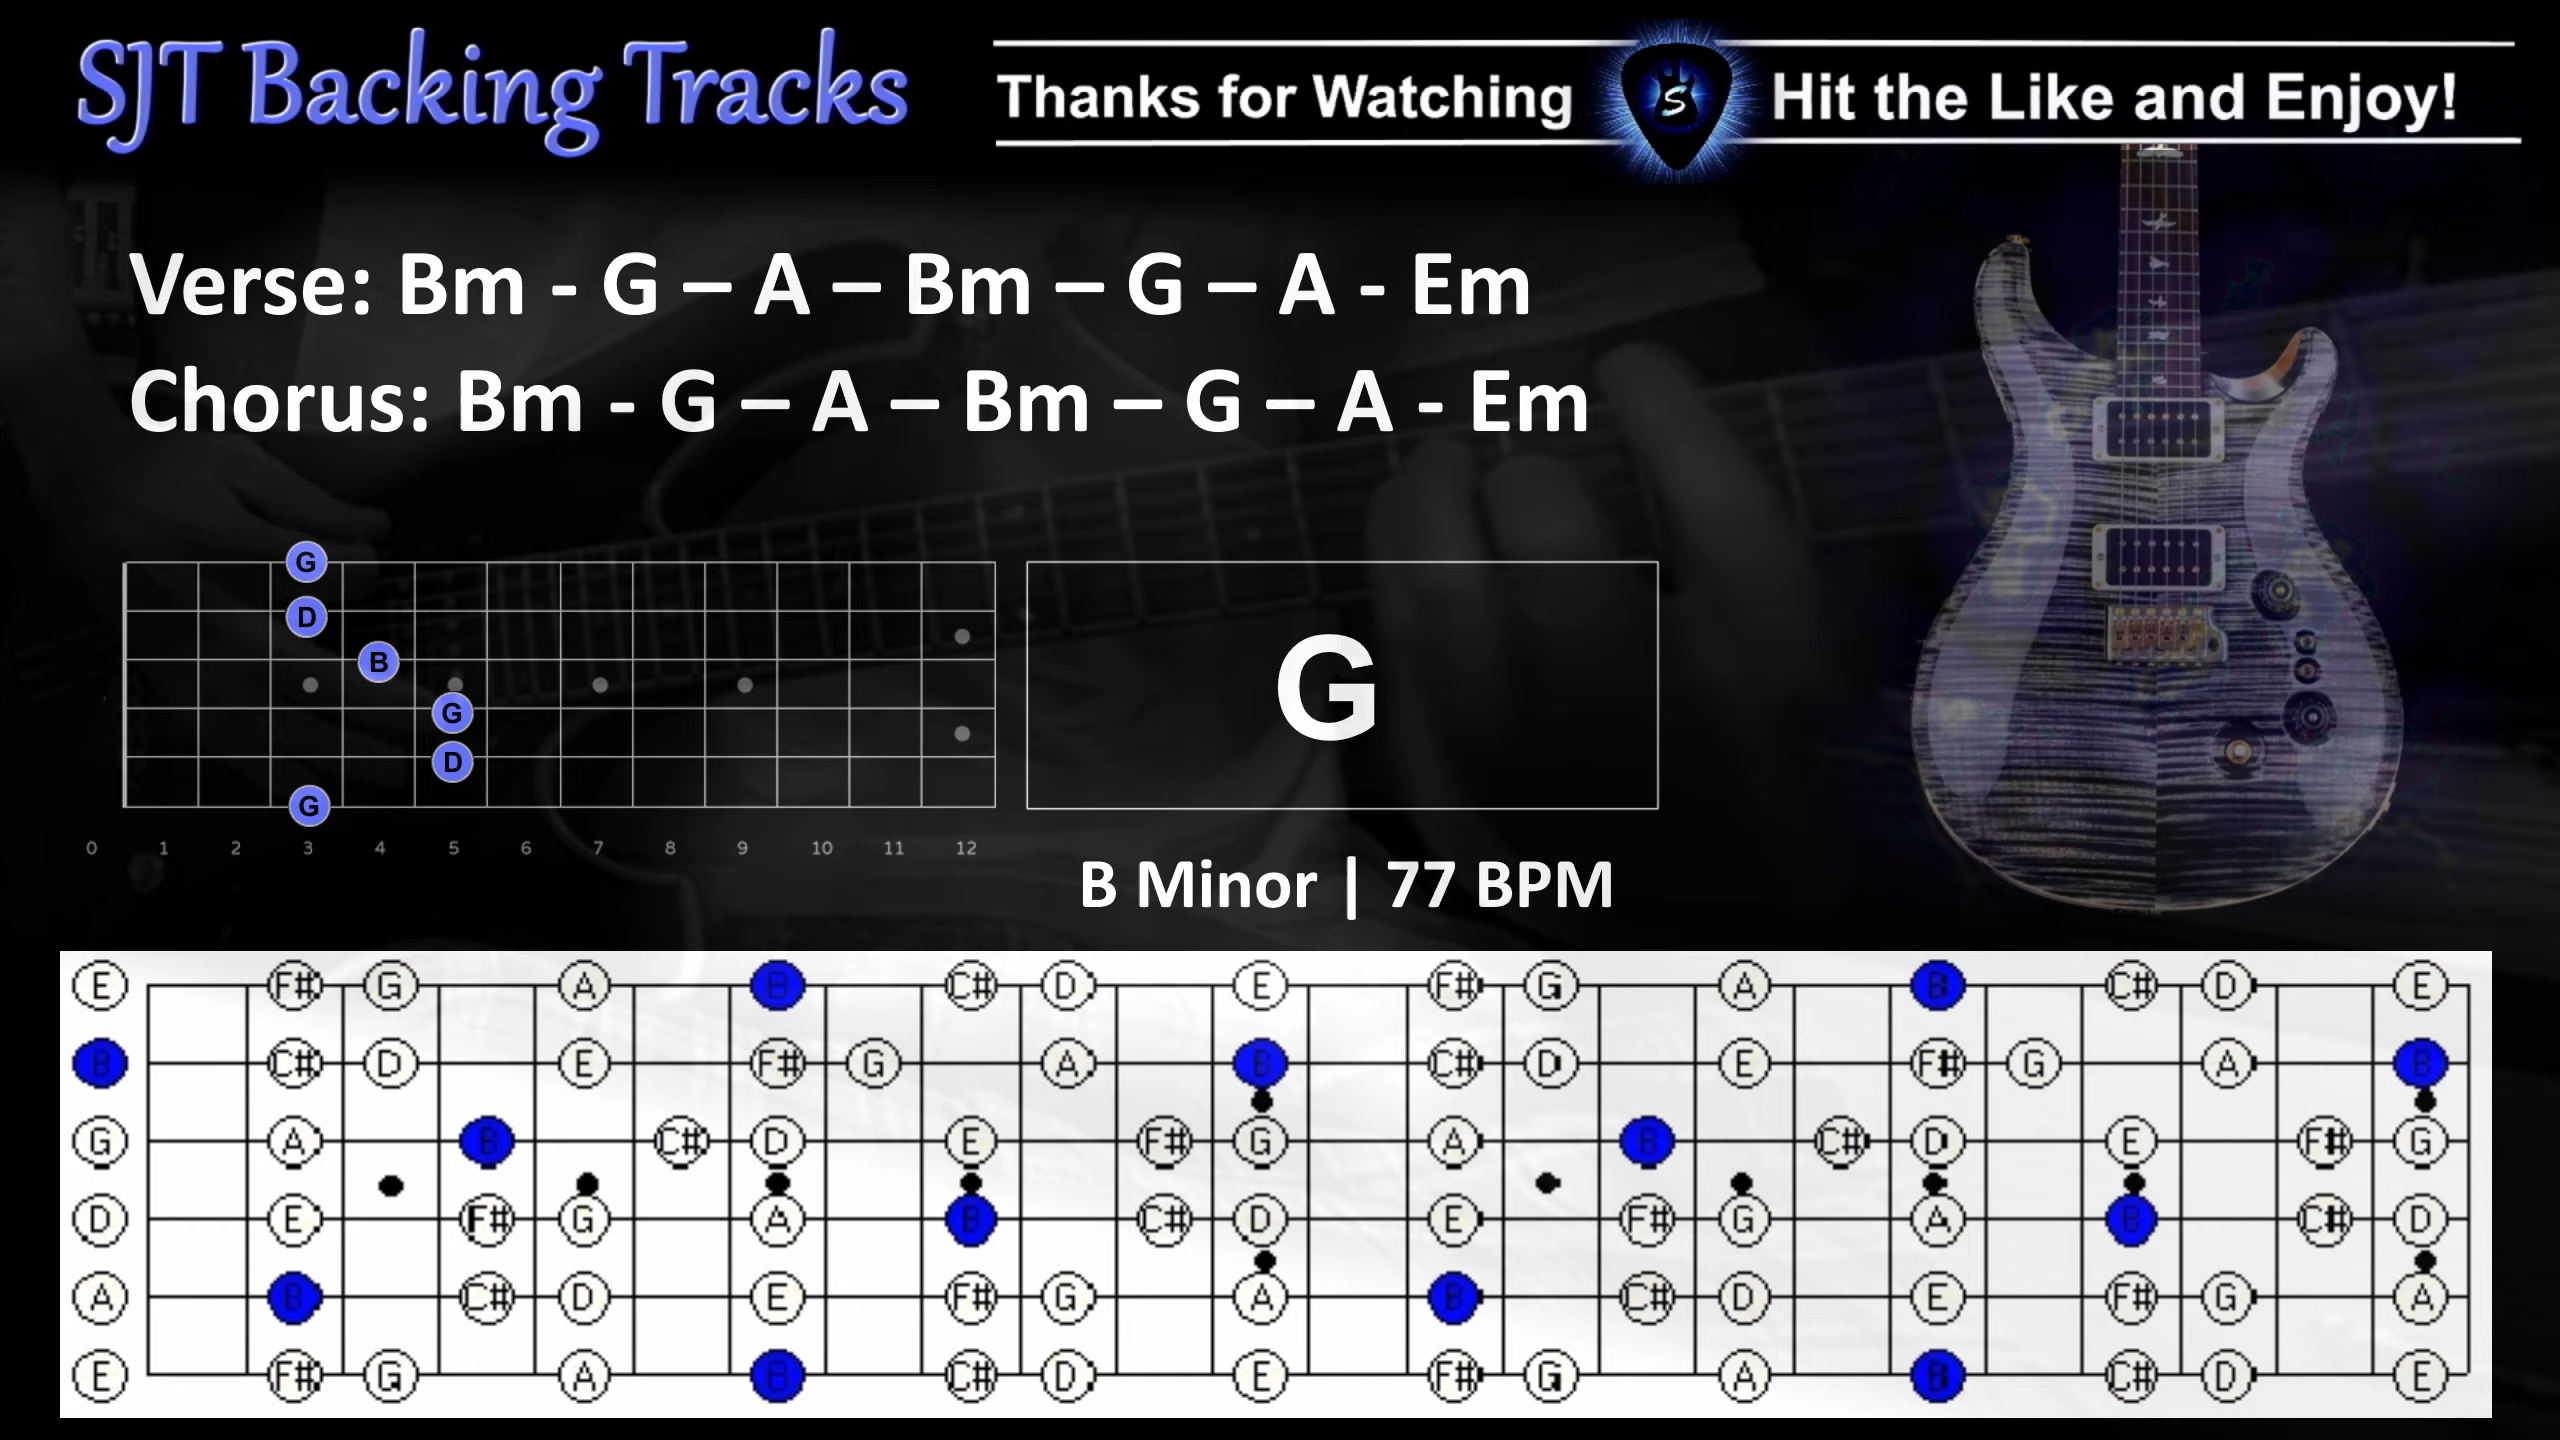 SJT Backing Tracks
Thanks for Watching S Hit the Like and Enjoy!
Verse: Bm - G – A – Bm – G – A - Em
Chorus: Bm - G – A – Bm – G – A - Em
G
D
B
G
D
G
0 1 2 3 4 5 6 7 8 9 10 11 12
G
B Minor | 77 BPM
E F# G A B C# D E F# G A B C# D E
B C# D E F# G A B C# D E F# G A B
G A B C# D E F# G A B C# D E F# G
D E F# G A B C# D E F# G A B C# D
A B C# D E F# G A B C# D E F# G A
E F# G A B C# D E F# G A B C# D E